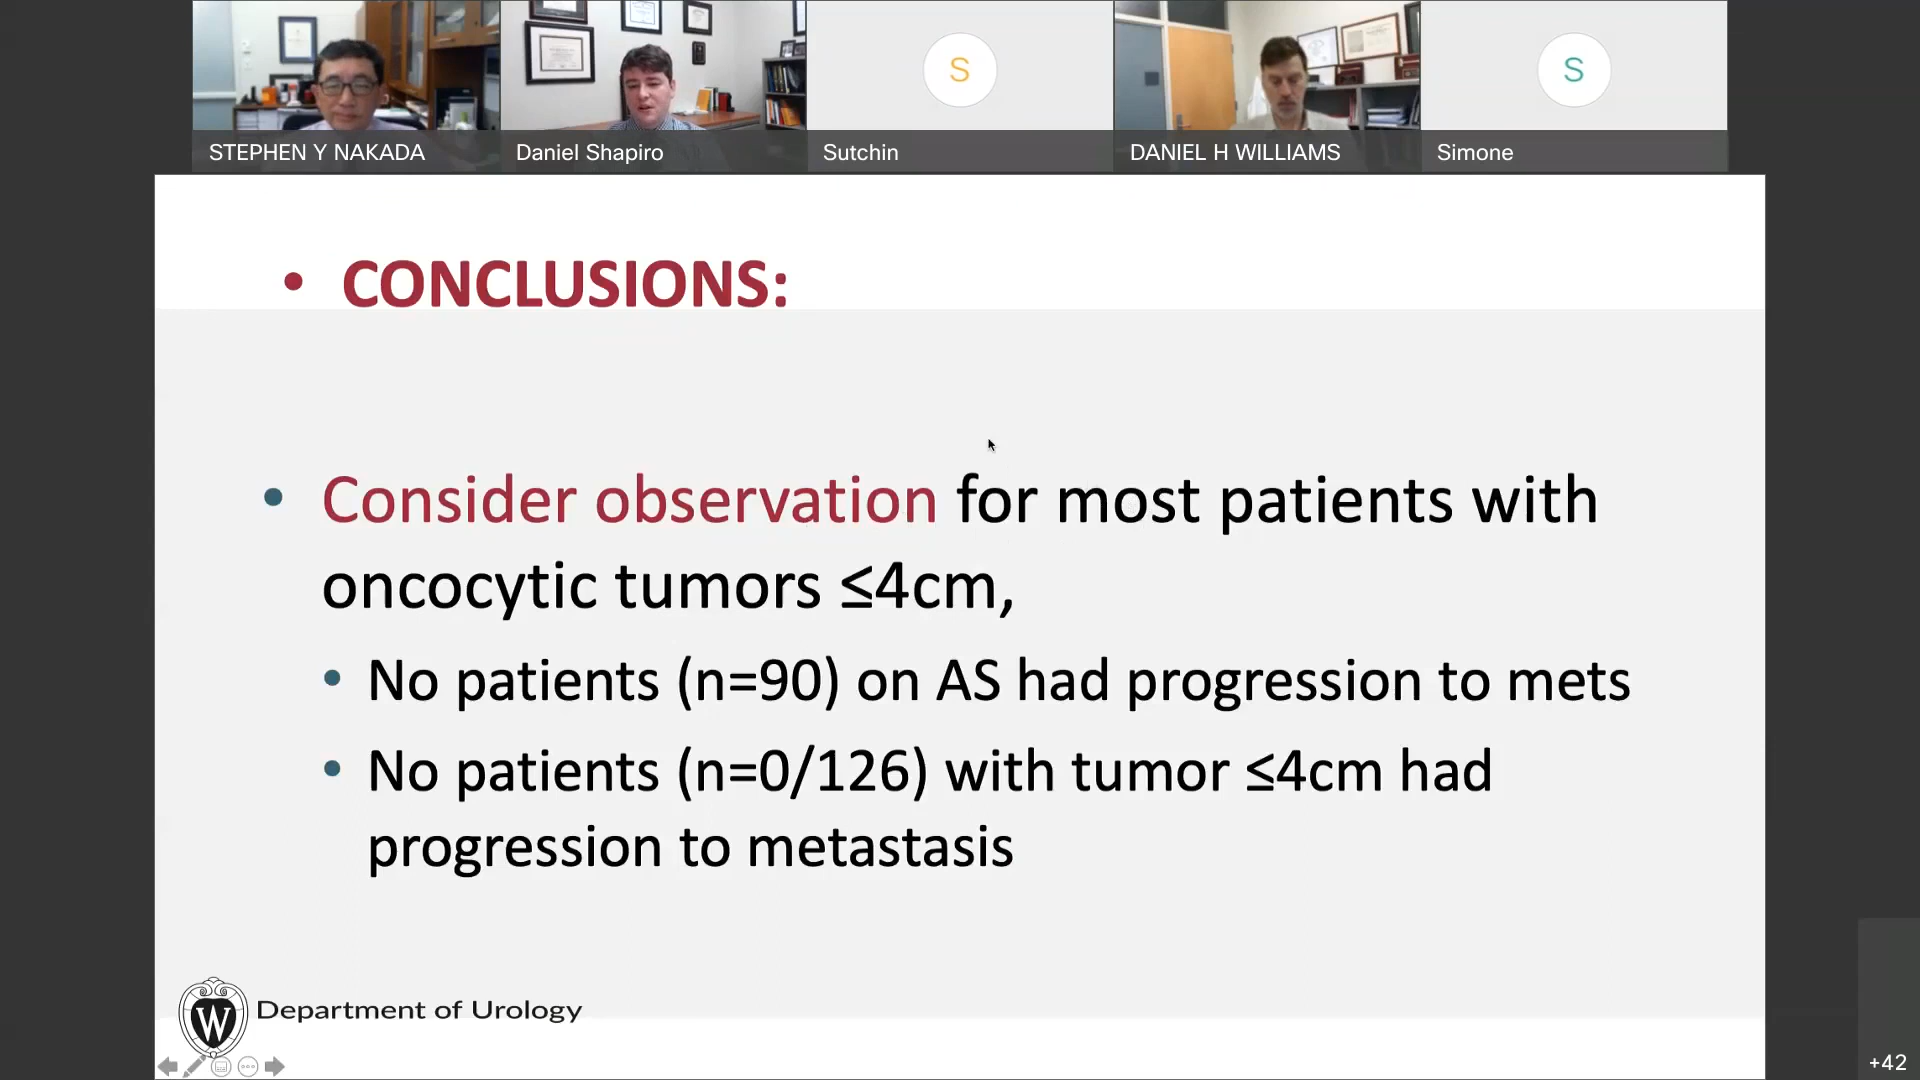 S
S
STEPHEN Y NAKADA
Daniel Shapiro
Sutchin
DANIEL H WILLIAMS
Simone
• CONCLUSIONS:
• Consider observation for most patients with
oncocytic tumors ≤4cm,
• No patients (n=90) on AS had progression to mets
• No patients (n=0/126) with tumor ≤4cm had
progression to metastasis
W
Department of Urology
+42